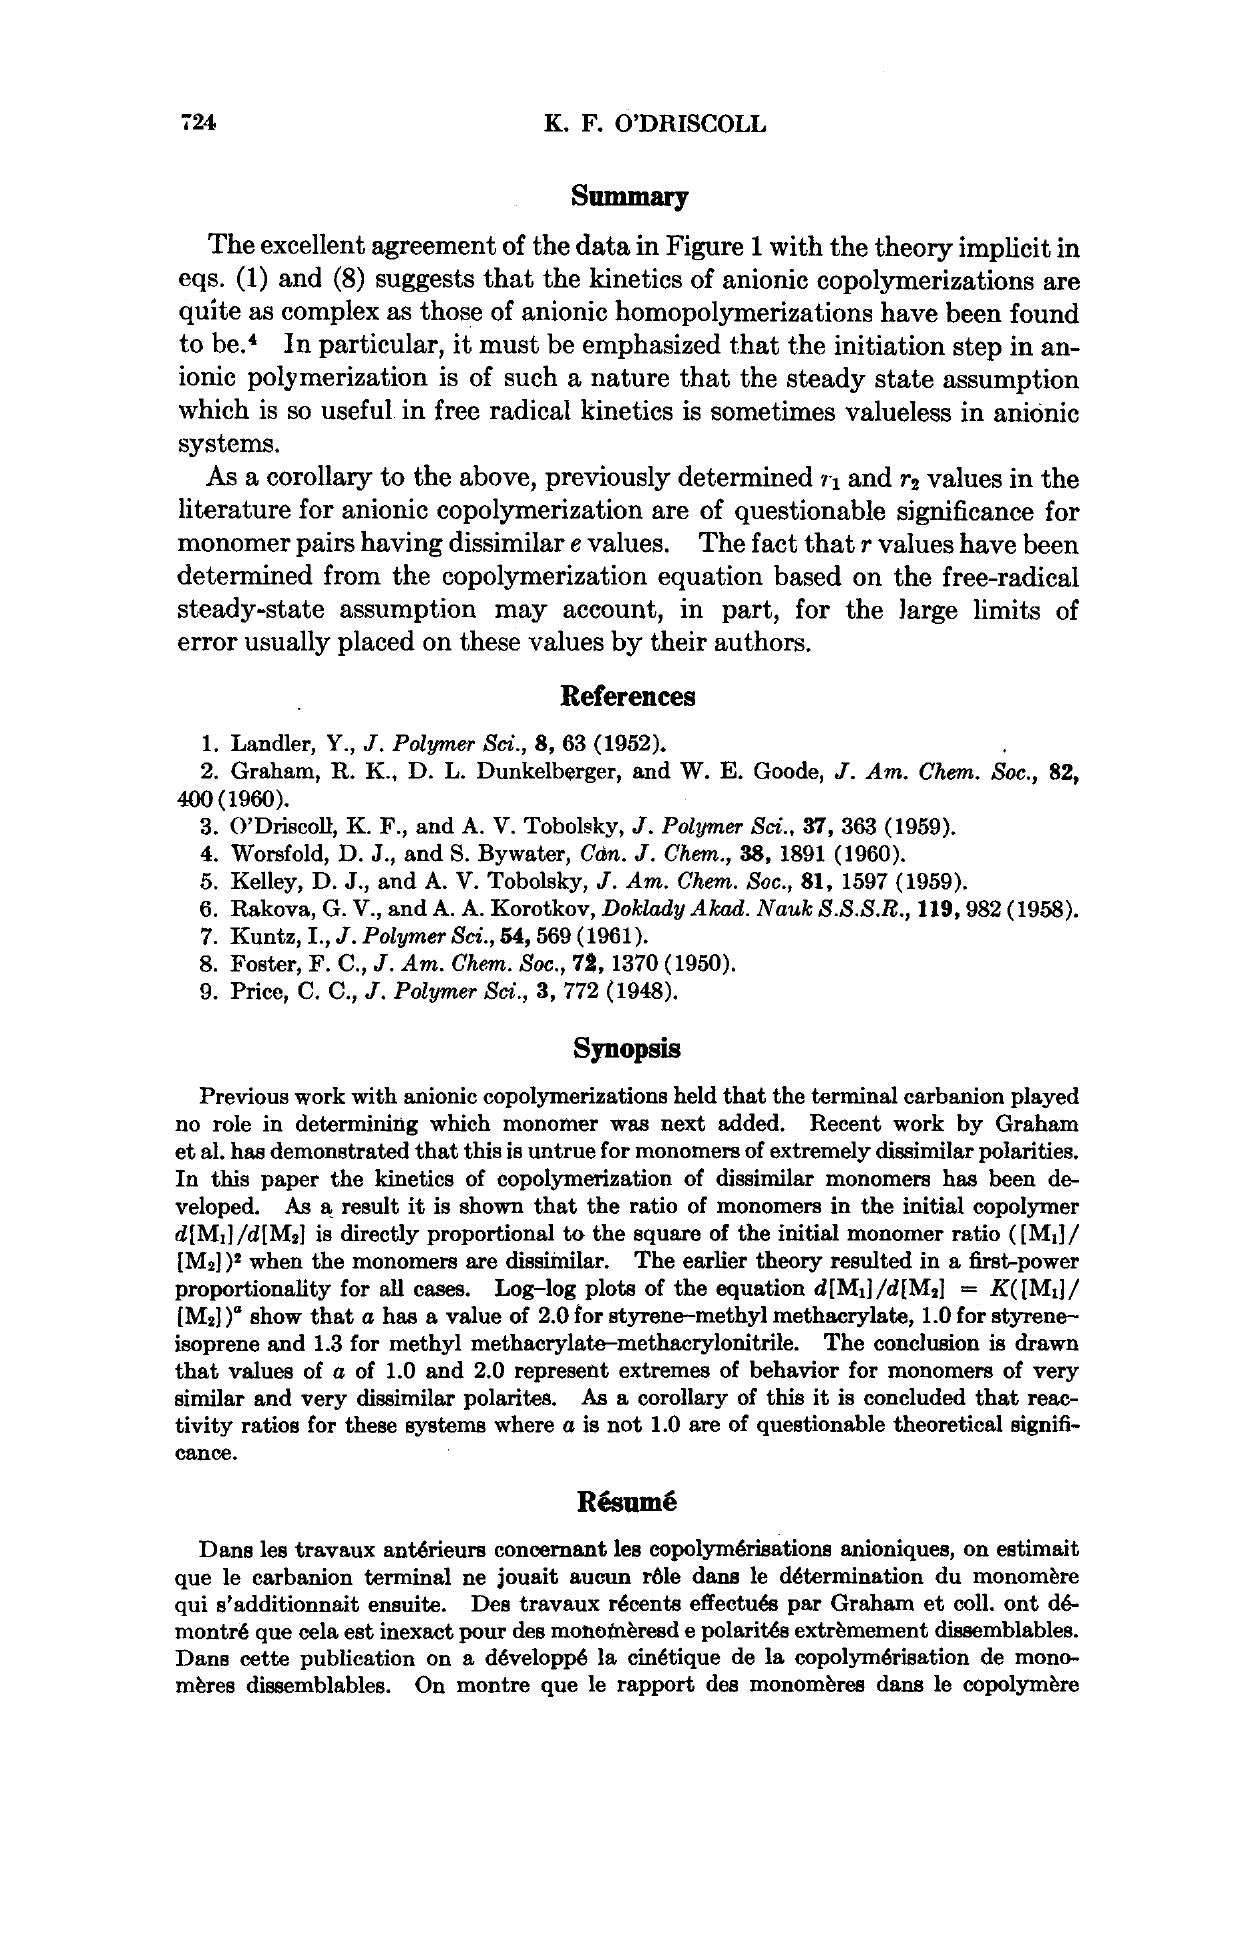 724 K. F. O'DRISCOLL
Summary
The excellent agreement of the data in Figure 1 with the theory implicit in
eqs. (1) and (8) suggests that the kinetics of anionic copolymerizations are
quite as complex as those of anionic homopolymerizations have been found
to be.⁴ In particular, it must be emphasized that the initiation step in an-
ionic polymerization is of such a nature that the steady state assumption
which is so useful in free radical kinetics is sometimes valueless in anionic
systems.
As a corollary to the above, previously determined r₁ and r₂ values in the
literature for anionic copolymerization are of questionable significance for
monomer pairs having dissimilar e values. The fact that r values have been
determined from the copolymerization equation based on the free-radical
steady-state assumption may account, in part, for the large limits of
error usually placed on these values by their authors.
References
1. Landler, Y., J. Polymer Sci., 8, 63 (1952).
2. Graham, R. K., D. L. Dunkelberger, and W. E. Goode, J. Am. Chem. Soc., 82,
400 (1960).
3. O'Driscoll, K. F., and A. V. Tobolsky, J. Polymer Sci., 37, 363 (1959).
4. Worsfold, D. J., and S. Bywater, Can. J. Chem., 38, 1891 (1960).
5. Kelley, D. J., and A. V. Tobolsky, J. Am. Chem. Soc., 81, 1597 (1959).
6. Rakova, G. V., and A. A. Korotkov, Doklady Akad. Nauk S.S.S.R., 119, 982 (1958).
7. Kuntz, I., J. Polymer Sci., 54, 569 (1961).
8. Foster, F. C., J. Am. Chem. Soc., 72, 1370 (1950).
9. Price, C. C., J. Polymer Sci., 3, 772 (1948).
Synopsis
Previous work with anionic copolymerizations held that the terminal carbanion played
no role in determining which monomer was next added. Recent work by Graham
et al. has demonstrated that this is untrue for monomers of extremely dissimilar polarities.
In this paper the kinetics of copolymerization of dissimilar monomers has been de-
veloped. As a result it is shown that the ratio of monomers in the initial copolymer
d[M₁]/d[M₂] is directly proportional to the square of the initial monomer ratio ([M₁]/
[M₂])² when the monomers are dissimilar. The earlier theory resulted in a first-power
proportionality for all cases. Log–log plots of the equation d[M₁]/d[M₂] = K([M₁]/
[M₂])ᵃ show that a has a value of 2.0 for styrene–methyl methacrylate, 1.0 for styrene–
isoprene and 1.3 for methyl methacrylate–methacrylonitrile. The conclusion is drawn
that values of a of 1.0 and 2.0 represent extremes of behavior for monomers of very
similar and very dissimilar polarites. As a corollary of this it is concluded that reac-
tivity ratios for these systems where a is not 1.0 are of questionable theoretical signifi-
cance.
Résumé
Dans les travaux antérieurs concernant les copolymérisations anioniques, on estimait
que le carbanion terminal ne jouait aucun rôle dans le détermination du monomère
qui s'additionnait ensuite. Des travaux récents effectués par Graham et coll. ont dé-
montré que cela est inexact pour des monomèresd e polarités extrèmement dissemblables.
Dans cette publication on a développé la cinétique de la copolymérisation de mono-
mères dissemblables. On montre que le rapport des monomères dans le copolymère